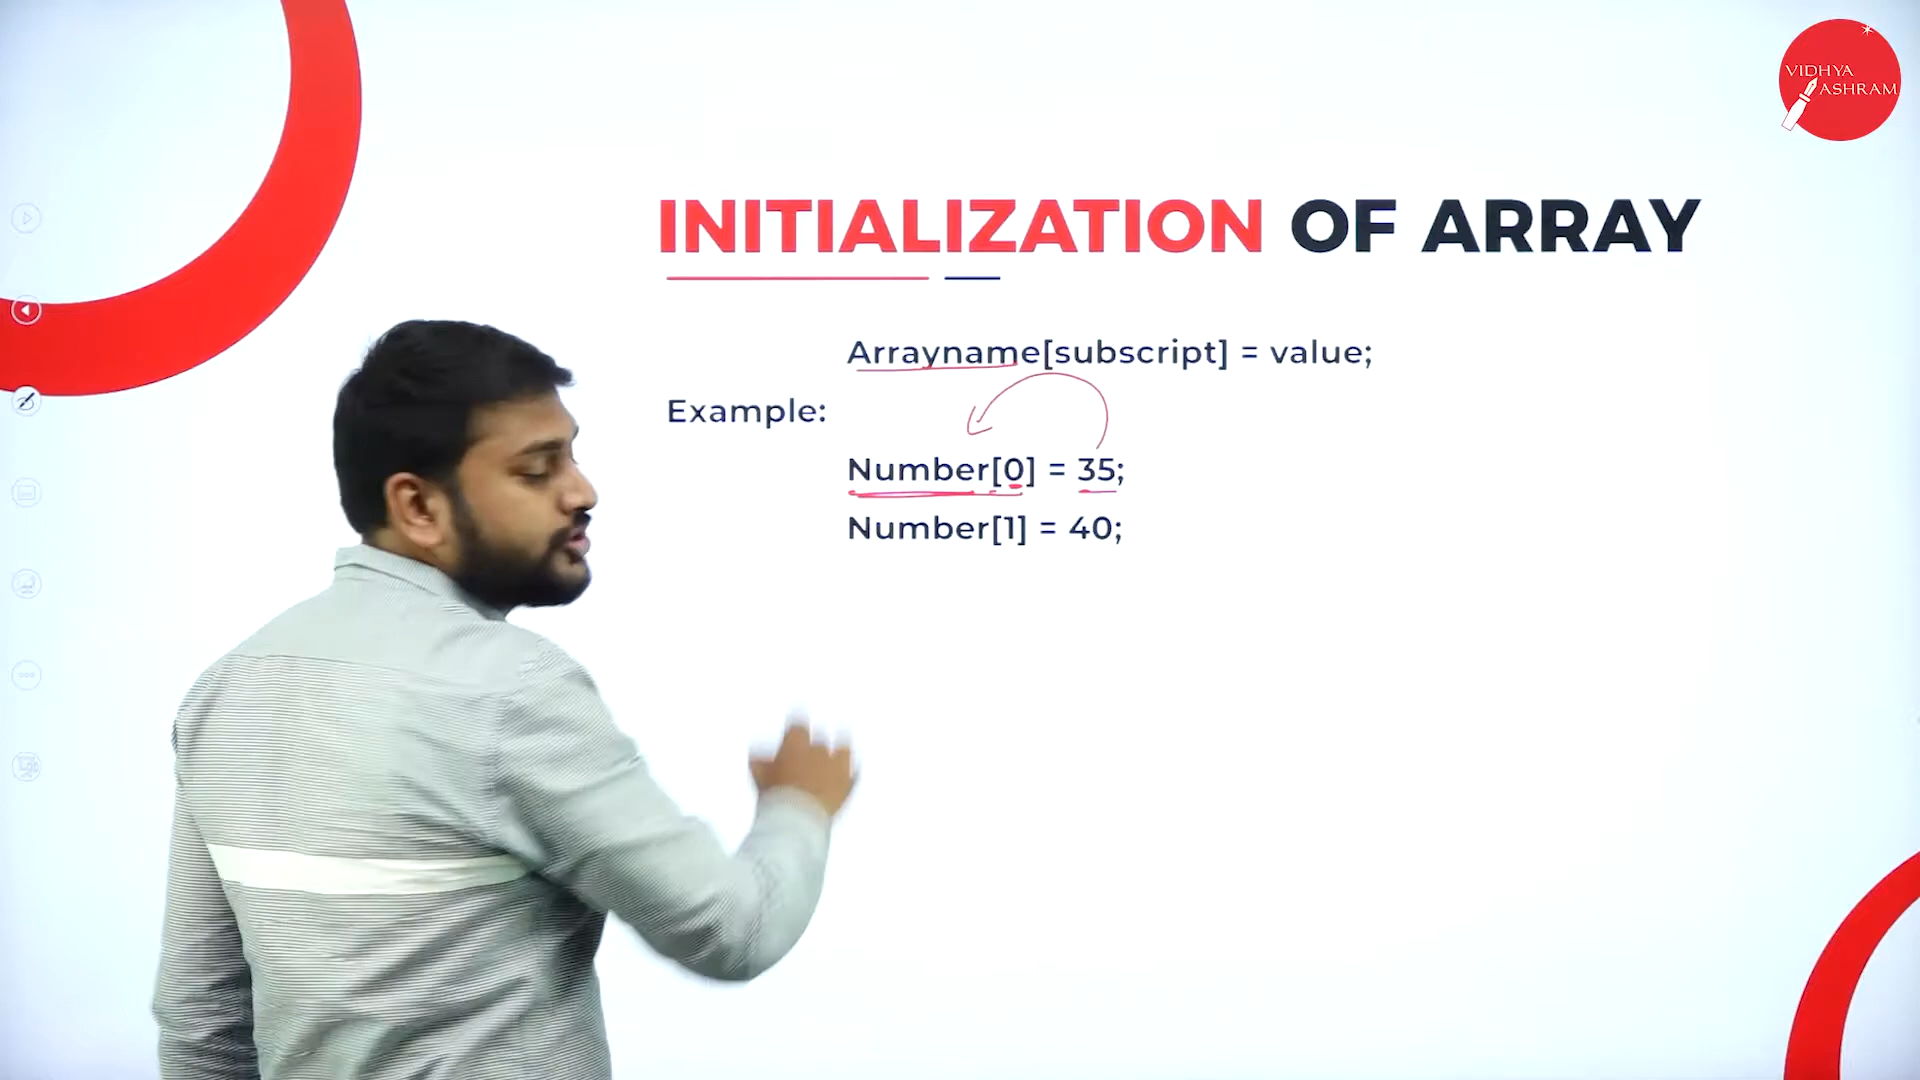 VIDHYA
ASHRAM
INITIALIZATION OF ARRAY
Arrayname[subscript] = value;
Example:
Number[0] = 35;
Number[1] = 40;